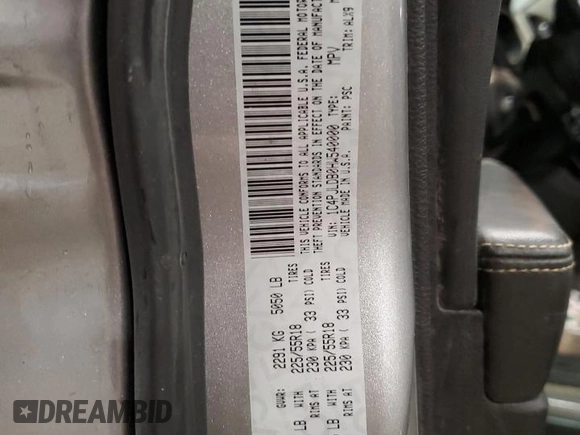 THIS VEHICLE CONFORMS TO ALL APPLICABLE U.S.A. FEDERAL MOTOR
THEFT PREVENTION STANDARDS IN EFFECT ON THE DATE OF MANUFACT
VEHICLE MADE IN U.S.A.
VIN: 1C4PJLDB0HW540000 TYPE: MPV
PAINT: PSC TRIM: ALX9
GVWR: 2291 KG 5050 LB
LB WITH 225/55R18 TIRES
RIMS AT 230 KPA ( 33 PSI) COLD
LB WITH 225/55R18 TIRES
RIMS AT 230 KPA ( 33 PSI) COLD
DREAMBID